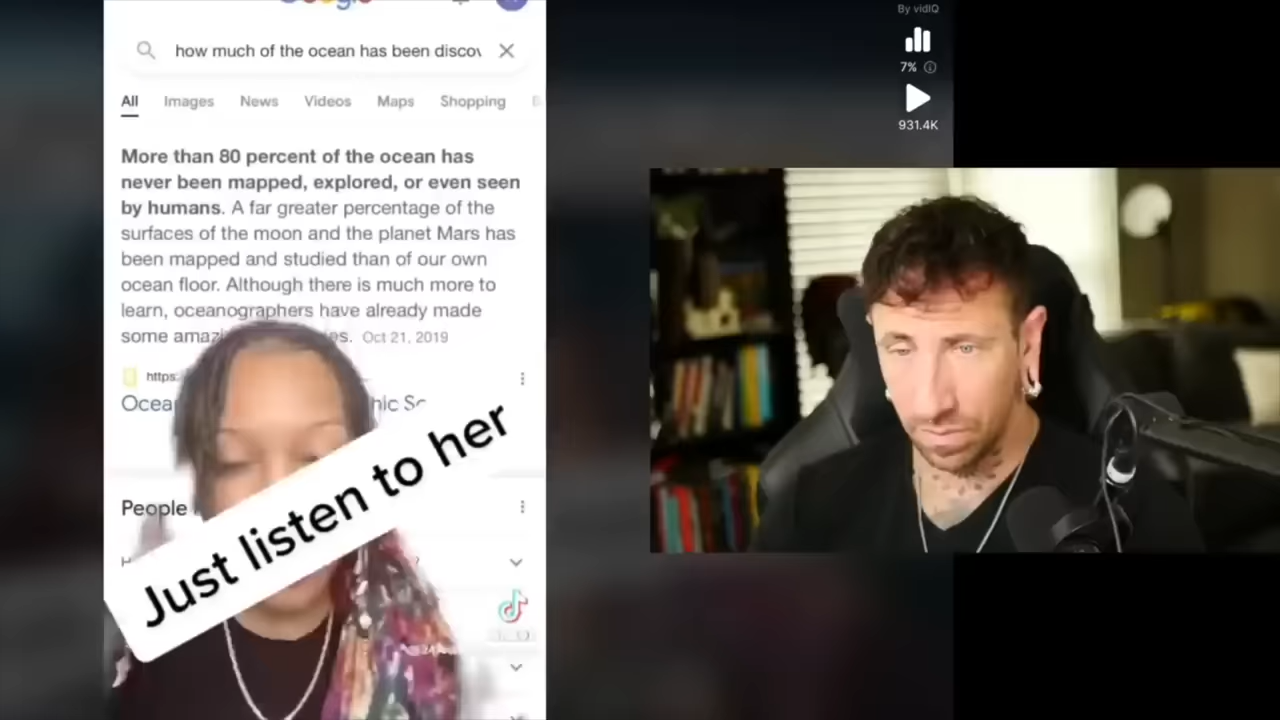 how much of the ocean has been discov
All Images News Videos Maps Shopping
More than 80 percent of the ocean has
never been mapped, explored, or even seen
by humans. A far greater percentage of the
surfaces of the moon and the planet Mars has
been mapped and studied than of our own
ocean floor. Although there is much more to
learn, oceanographers have already made
some Oct 21, 2019
https:
People
Just listen to her
By vidIQ
7%
931.4K